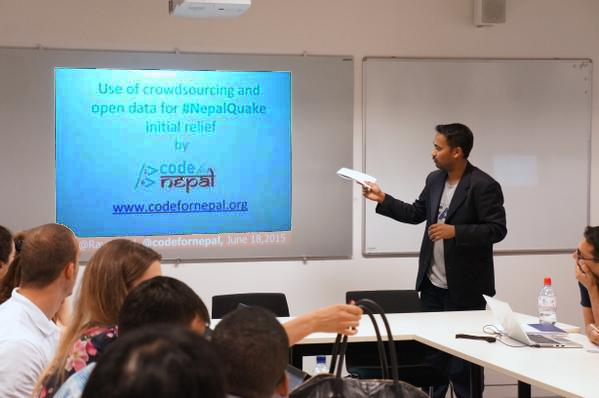 Use of crowdsourcing and
open data for #NepalQuake
initial relief
by
code for
nepal
www.codefornepal.org
@codefornepal, June 18,2015